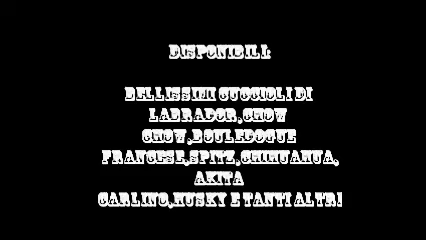 DISPONIBILI:
BELLISSIMI CUCCIOLI DI
LABRADOR,CHOW
CHOW,BOULEDOGUE
FRANCESE,SPITZ,CHIHUAHUA,
AKITA
CARLINO,HUSKY E TANTI ALTRI